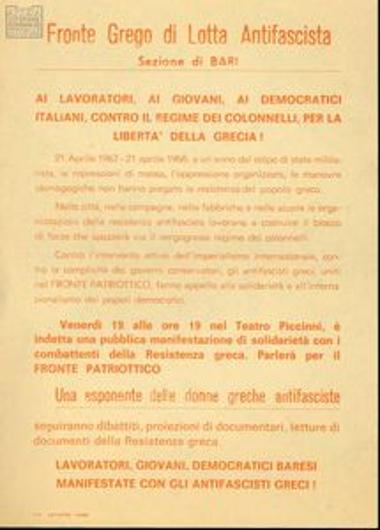 Fronte Grego di Lotta Antifascista
Sezione di BARI
AI LAVORATORI, AI GIOVANI, AI DEMOCRATICI
ITALIANI, CONTRO IL REGIME DEI COLONNELLI, PER LA
LIBERTA' DELLA GRECIA !
21 Aprile 1967 - 21 aprile 1968, a un anno dal colpo di stato milita-
rista, le repressioni di massa, l'oppressione organizzata, le manovre
demagogiche non hanno piegato la resistenza del popolo greco.
Nelle città, nelle campagne, nelle fabbriche e nelle scuole le orga-
nizzazioni della resistenza antifascista lavorano a costruire il blocco
di forze che spazzerà via il vergognoso regime dei colonnelli.
Contro l'intervento attivo dell'imperialismo internazionale, con-
tro la complicità dei governi conservatori, gli antifascisti greci, uniti
nel FRONTE PATRIOTTICO, fanno appello alla solidarietà e all'interna-
zionalismo dei popoli democratici.
Venerdì 19 alle ore 19 nel Teatro Piccinni, è
indetta una pubblica manifestazione di solidarietà con i
combattenti della Resistenza greca. Parlerà per il
FRONTE PATRIOTTICO
Una esponente delle donne greche antifasciste
seguiranno dibattiti, proiezioni di documentari, letture di
documenti della Resistenza greca
LAVORATORI, GIOVANI, DEMOCRATICI BARESI
MANIFESTATE CON GLI ANTIFASCISTI GRECI !